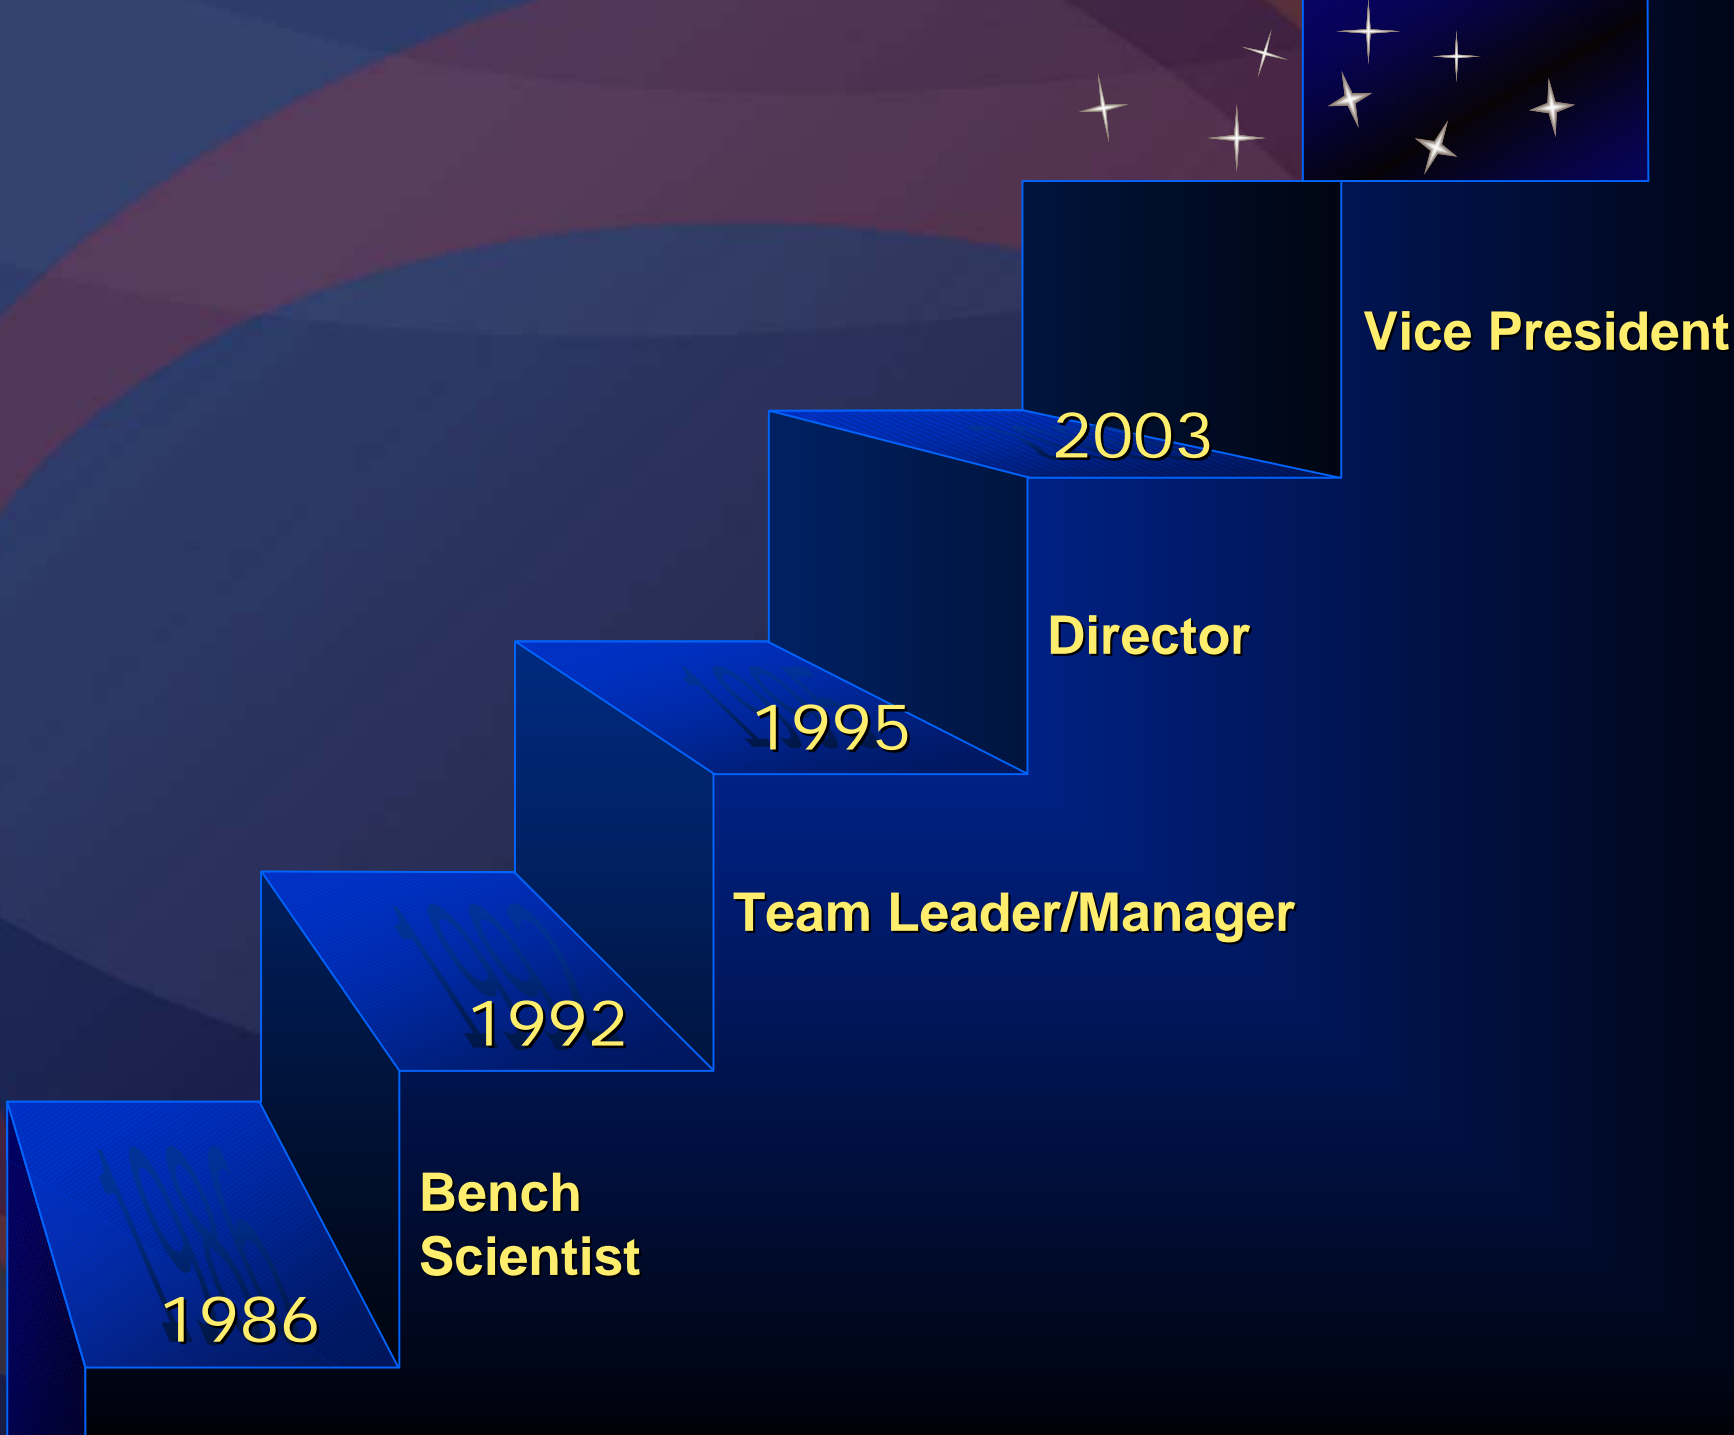 Vice President
2003
Director
1995
Team Leader/Manager
1992
Bench
Scientist
1986